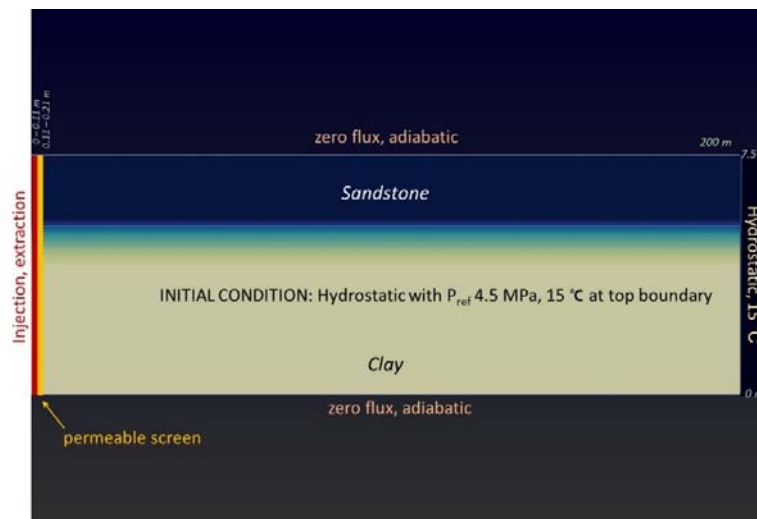 0 – 0.11 m
0.11 – 0.21 m
zero flux, adiabatic
200 m
7.5
Sandstone
Injection, extraction
Hydrostatic, 15 °C
INITIAL CONDITION: Hydrostatic with Pref 4.5 MPa, 15 °C at top boundary
Clay
0 m
zero flux, adiabatic
permeable screen